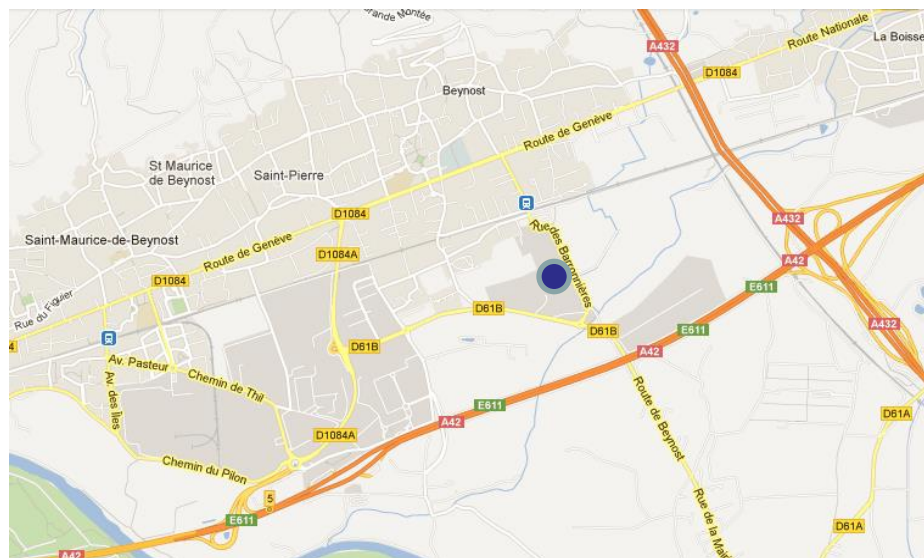 Grande Montée
A432
La Boisse
Route Nationale
D1084
Beynost
Route de Genève
St Maurice
de Beynost
Saint-Pierre
D1084
Rue des Barronnières
A432
Saint-Maurice-de-Beynost
Route de Genève
D1084A
A42
D1084
E611
Rue du Figuier
D61B
D61B
E611
A432
D61B
A42
Av. Pasteur
Chemin de Thil
Av. des Îles
E611
A42
D61A
D1084A
Route de Beynost
Chemin du Pilon
5
E611
Rue de la Mai
D61A
A42